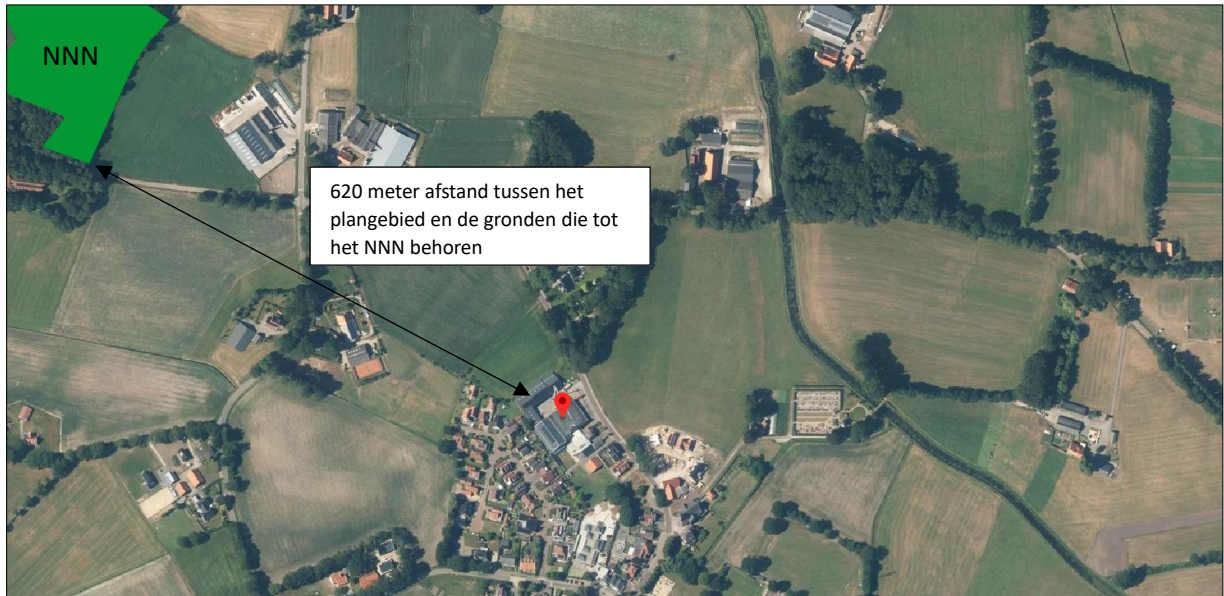 NNN
620 meter afstand tussen het
plangebied en de gronden die tot
het NNN behoren